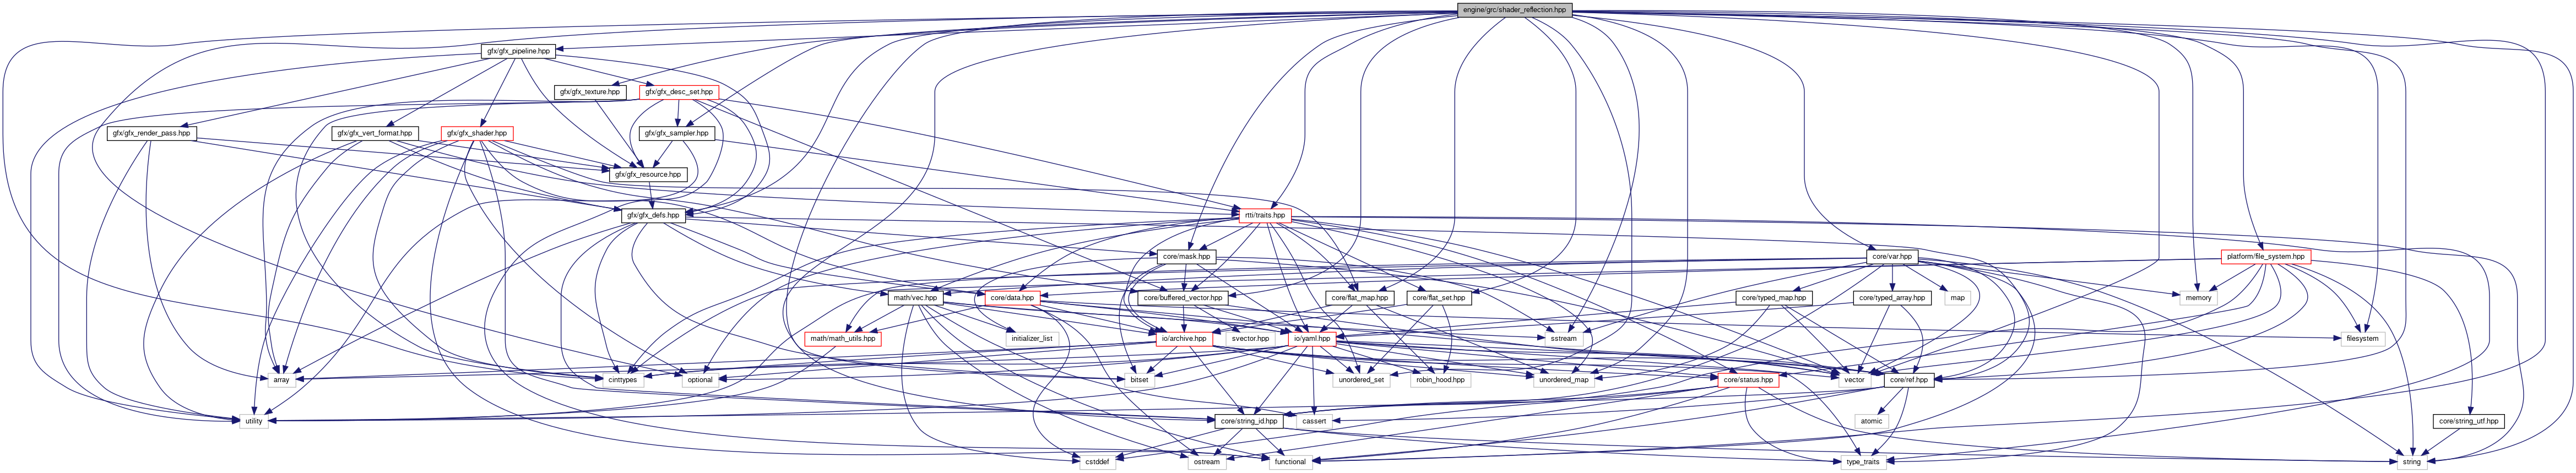 engine/grc/shader_reflection.hpp
gfx/gfx_pipeline.hpp
gfx/gfx_texture.hpp
gfx/gfx_desc_set.hpp
gfx/gfx_render_pass.hpp
gfx/gfx_vert_format.hpp
gfx/gfx_shader.hpp
gfx/gfx_sampler.hpp
gfx/gfx_resource.hpp
gfx/gfx_defs.hpp
rtti/traits.hpp
core/mask.hpp
core/var.hpp
platform/file_system.hpp
math/vec.hpp
core/data.hpp
core/buffered_vector.hpp
core/flat_map.hpp
core/flat_set.hpp
core/typed_map.hpp
core/typed_array.hpp
map
memory
math/math_utils.hpp
initializer_list
io/archive.hpp
svector.hpp
io/yaml.hpp
sstream
filesystem
array
cinttypes
optional
bitset
unordered_set
robin_hood.hpp
unordered_map
core/status.hpp
vector
core/ref.hpp
utility
core/string_id.hpp
cassert
atomic
core/string_utf.hpp
cstddef
ostream
functional
type_traits
string